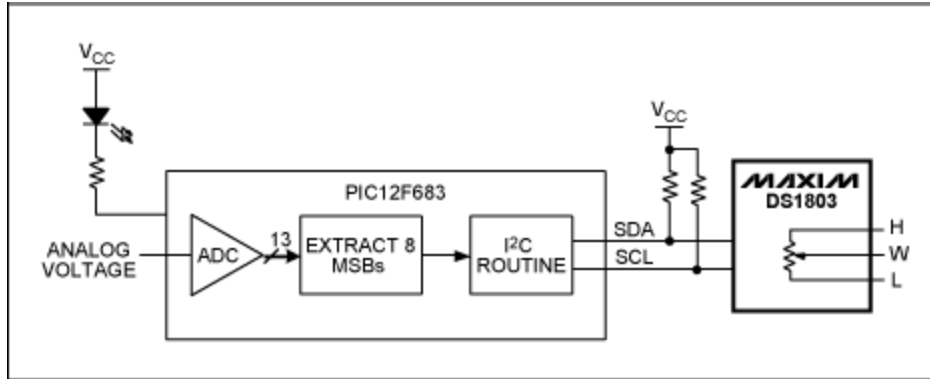 VCC
VCC
PIC12F683
MAXIM
DS1803
ANALOG
VOLTAGE
ADC
13
EXTRACT 8
MSBs
I²C
ROUTINE
SDA
SCL
H
W
L